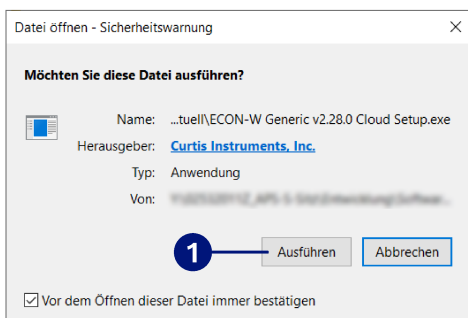 Datei öffnen - Sicherheitswarnung
Möchten Sie diese Datei ausführen?
Name: ...tuell\ECON-W Generic v2.28.0 Cloud Setup.exe
Herausgeber: Curtis Instruments, Inc.
Typ: Anwendung
Von:
1 Ausführen Abbrechen
Vor dem Öffnen dieser Datei immer bestätigen